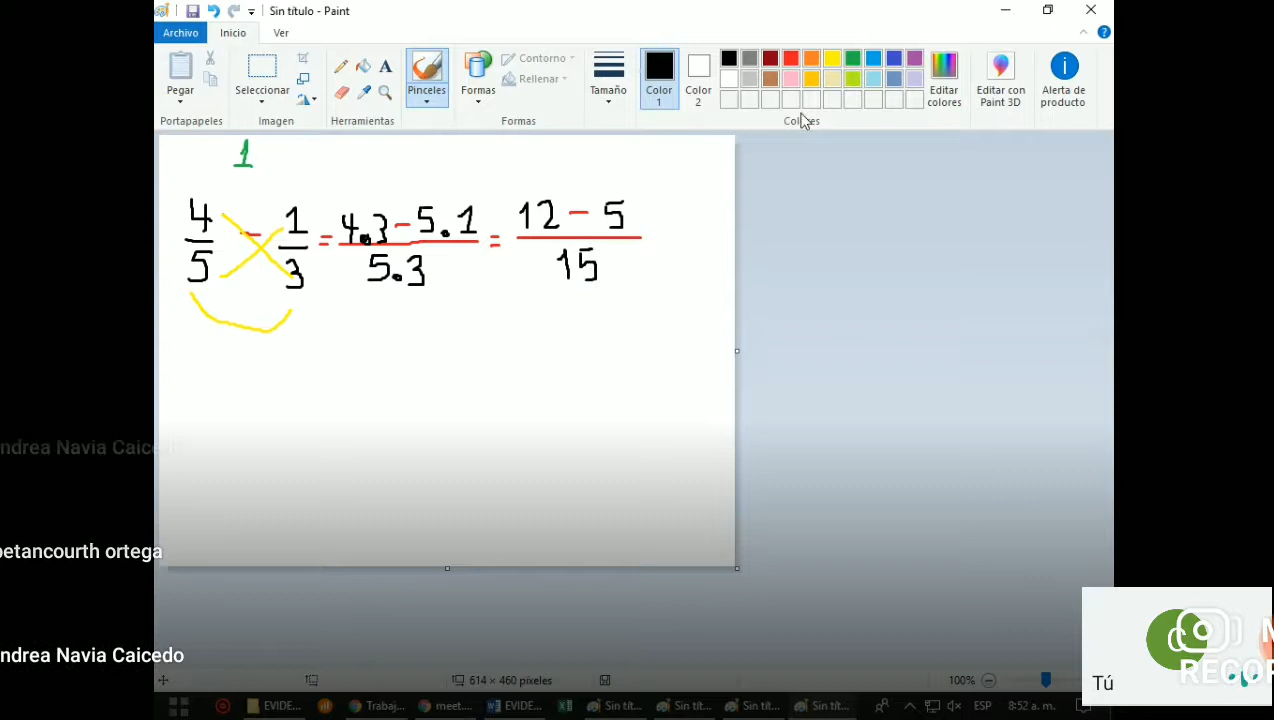 Sin título - Paint
Archivo Inicio Ver
Pegar Seleccionar Pinceles Formas Contorno Rellenar Tamaño Color 1 Color 2 Editar colores Editar con Paint 3D Alerta de producto
Portapapeles Imagen Herramientas Formas Colores
1
4/5 - 1/3 = 4.3-5.1/5.3 = 12-5/15
ndrea Navia Caicedo
betancourth ortega
ndrea Navia Caicedo
C
RECOR
Tú
614 × 460 píxeles 100%
EVIDE... Trabaj... meet.... EVIDE... Sin tít... Sin tít... Sin tít... Sin tít... ESP 8:52 a. m.